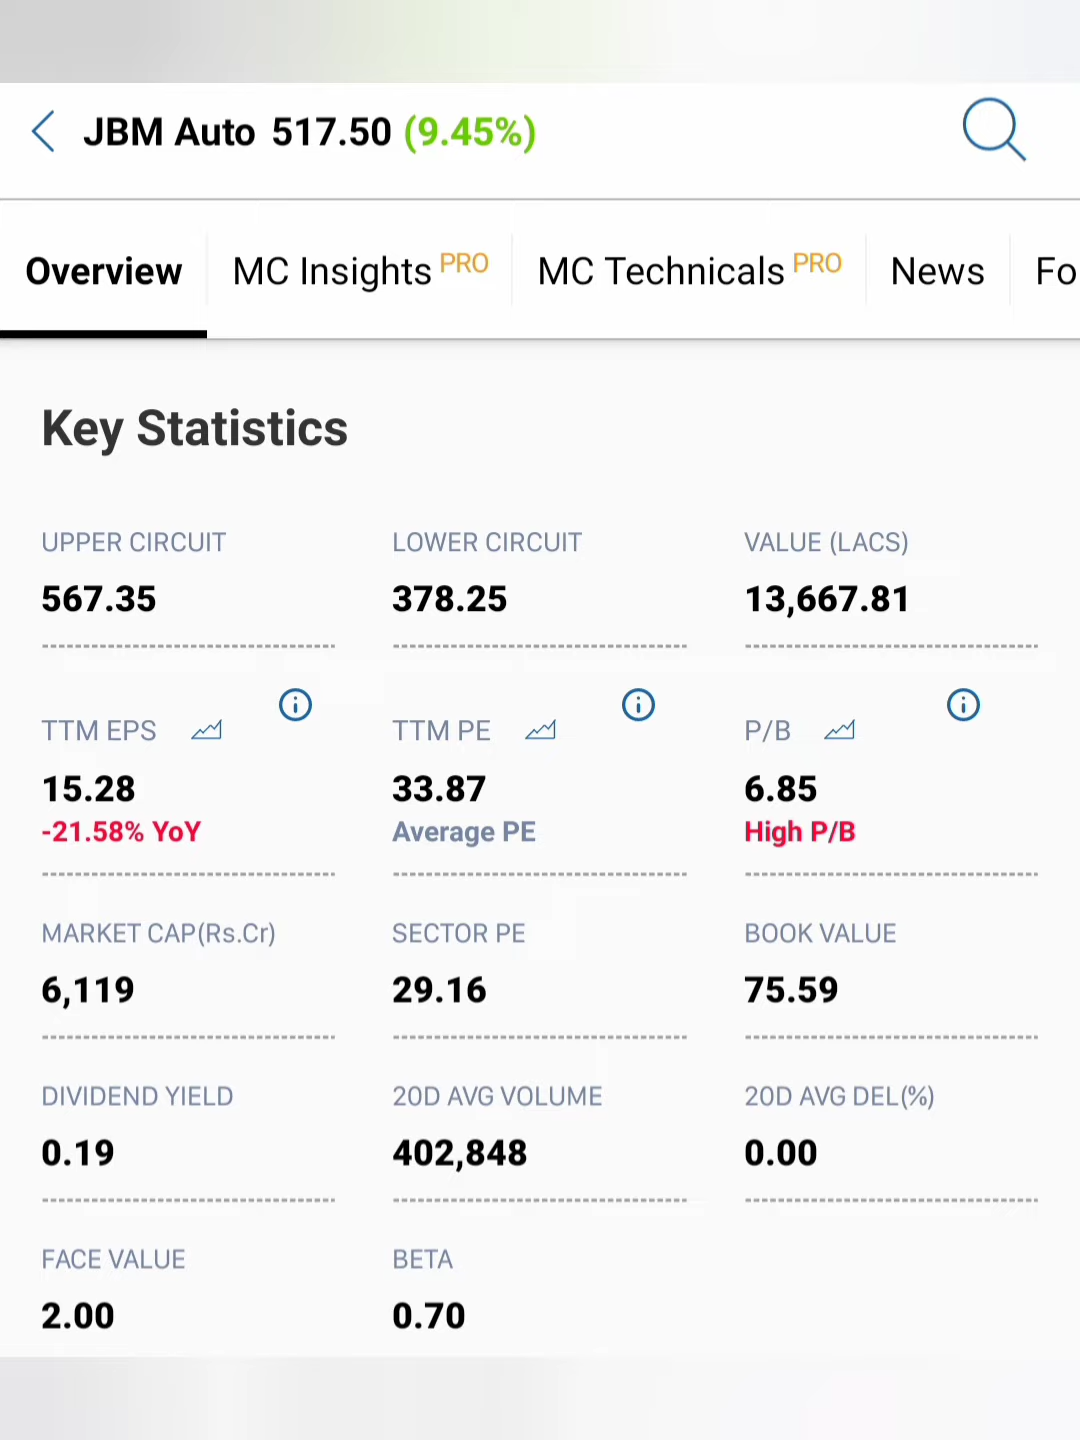 JBM Auto 517.50 (9.45%)
Overview MC Insights PRO MC Technicals PRO News Fo
Key Statistics
UPPER CIRCUIT LOWER CIRCUIT VALUE (LACS)
567.35 378.25 13,667.81
TTM EPS TTM PE P/B
15.28 33.87 6.85
-21.58% YoY Average PE High P/B
MARKET CAP(Rs.Cr) SECTOR PE BOOK VALUE
6,119 29.16 75.59
DIVIDEND YIELD 20D AVG VOLUME 20D AVG DEL(%)
0.19 402,848 0.00
FACE VALUE BETA
2.00 0.70